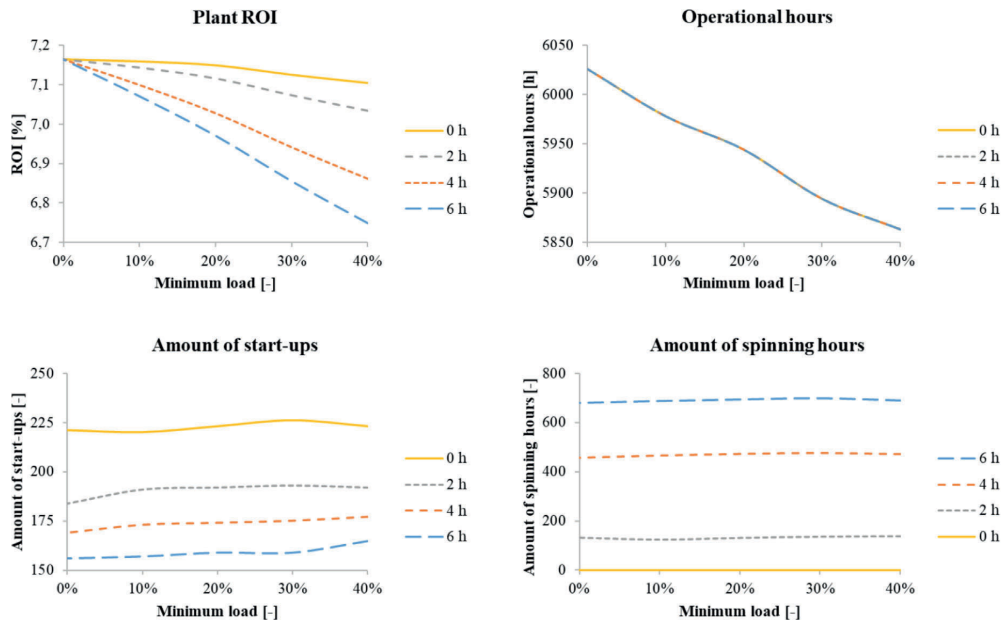 Plant ROI
7,2
7,1
7,0
6,9
6,8
6,7
ROI [%]
0% 10% 20% 30% 40%
Minimum load [-]
0 h
2 h
4 h
6 h
Operational hours
6050
6000
5950
5900
5850
Operational hours [h]
0% 10% 20% 30% 40%
Minimum load [-]
0 h
2 h
4 h
6 h
Amount of start-ups
250
225
200
175
150
Amount of start-ups [-]
0% 10% 20% 30% 40%
Minimum load [-]
0 h
2 h
4 h
6 h
Amount of spinning hours
800
600
400
200
0
Amount of spinning hours [-]
0% 10% 20% 30% 40%
Minimum load [-]
6 h
4 h
2 h
0 h